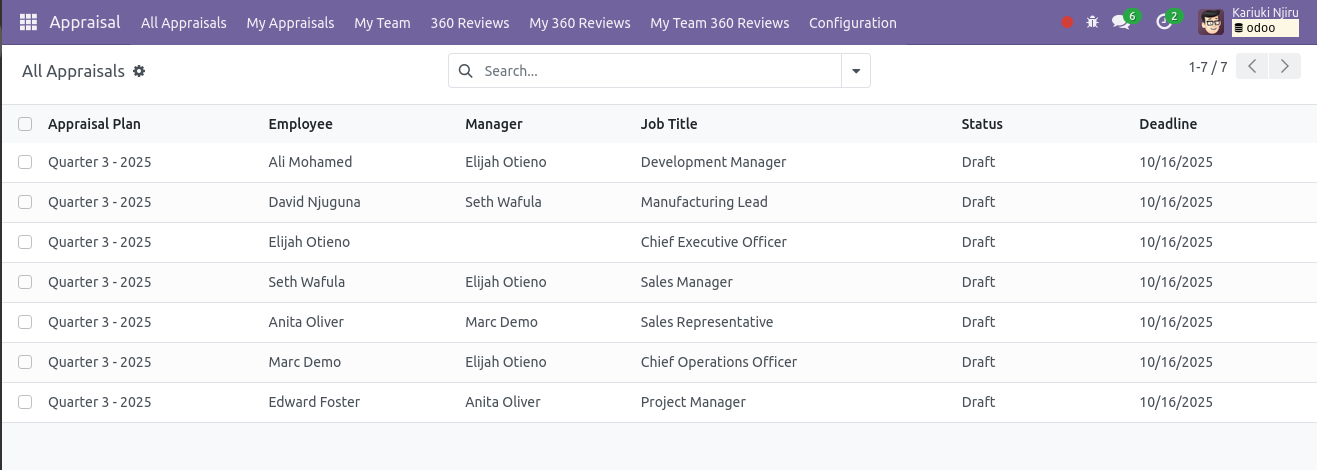 Appraisal All Appraisals My Appraisals My Team 360 Reviews My 360 Reviews My Team 360 Reviews Configuration 6 2 Kariuki Njiru
odoo
All Appraisals Search... 1-7 / 7
Appraisal Plan Employee Manager Job Title Status Deadline
Quarter 3 - 2025 Ali Mohamed Elijah Otieno Development Manager Draft 10/16/2025
Quarter 3 - 2025 David Njuguna Seth Wafula Manufacturing Lead Draft 10/16/2025
Quarter 3 - 2025 Elijah Otieno Chief Executive Officer Draft 10/16/2025
Quarter 3 - 2025 Seth Wafula Elijah Otieno Sales Manager Draft 10/16/2025
Quarter 3 - 2025 Anita Oliver Marc Demo Sales Representative Draft 10/16/2025
Quarter 3 - 2025 Marc Demo Elijah Otieno Chief Operations Officer Draft 10/16/2025
Quarter 3 - 2025 Edward Foster Anita Oliver Project Manager Draft 10/16/2025